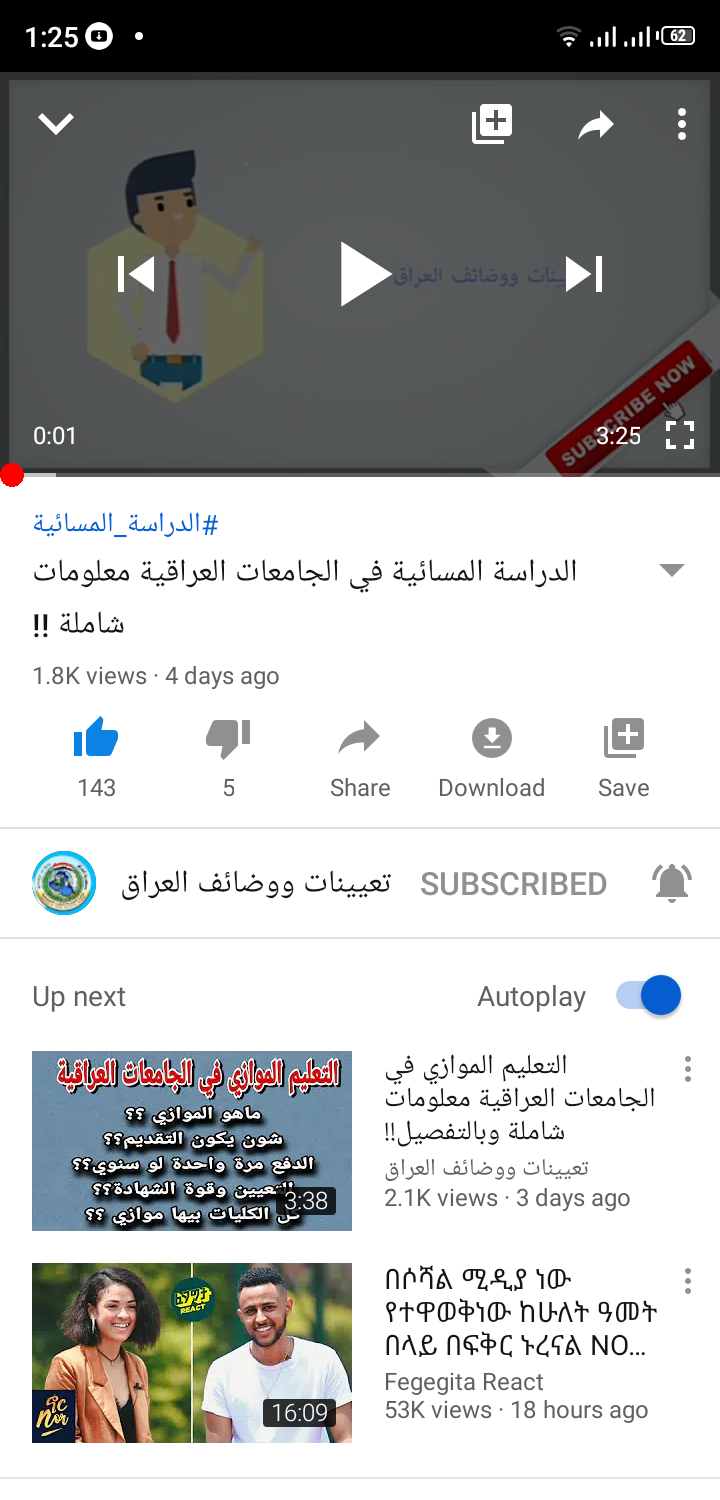 1:25
62
تعيينات ووضائف العراق
SUBSCRIBE NOW
0:01
3:25
#الدراسة_المسائية
الدراسة المسائية في الجامعات العراقية معلومات
شاملة !!
1.8K views · 4 days ago
143
5
Share
Download
Save
تعيينات ووضائف العراق
SUBSCRIBED
Up next
Autoplay
التعليم الموازي في الجامعات العراقية
ماهو الموازي ؟؟
شون يكون التقديم؟؟
الدفع مرة واحدة لو سنوي؟؟
التعيين وقوة الشهادة؟؟
كل الكليات بيها موازي ؟؟
3:38
التعليم الموازي في
الجامعات العراقية معلومات
شاملة وبالتفصيل!!
تعيينات ووضائف العراق
2.1K views · 3 days ago
REACT
16:09
በሶሻል ሚዲያ ነው
የተዋወቅነው ከሁለት ዓመት
በላይ በፍቅር ኑረናል NO...
Fegegita React
53K views · 18 hours ago